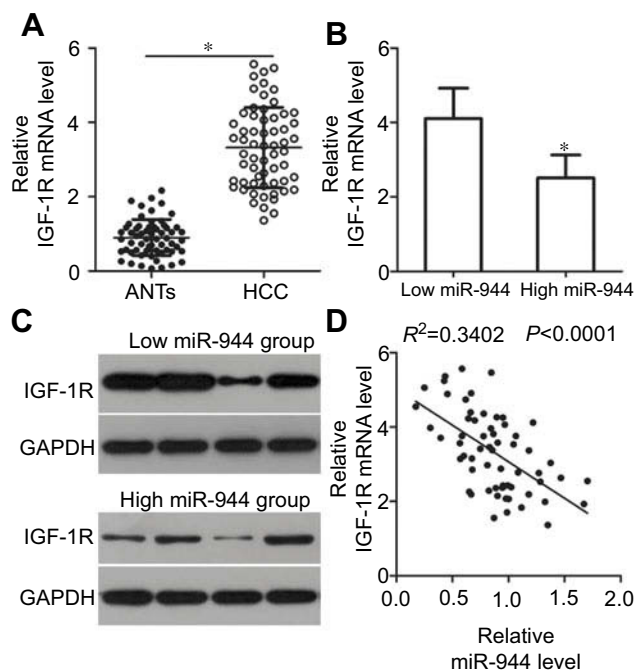 A
Relative
IGF-1R mRNA level
6
4
2
0
*
ANTs
HCC
B
Relative
IGF-1R mRNA level
6
4
2
0
*
Low miR-944
High miR-944
C
Low miR-944 group
IGF-1R
GAPDH
High miR-944 group
IGF-1R
GAPDH
D
R²=0.3402
P<0.0001
Relative
IGF-1R mRNA level
6
4
2
0
0.0
0.5
1.0
1.5
2.0
Relative
miR-944 level